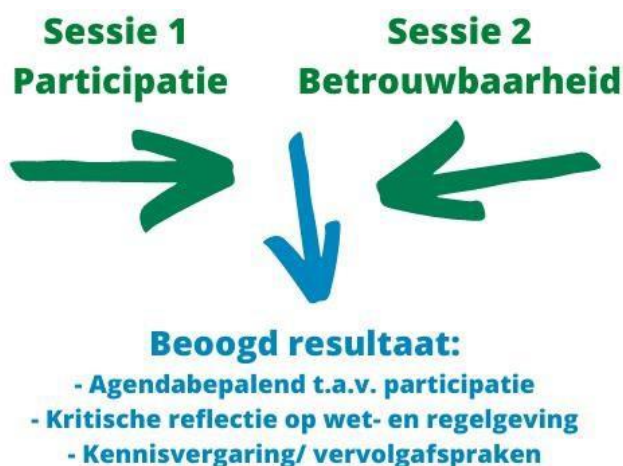 Sessie 1
Participatie
Sessie 2
Betrouwbaarheid
Beoogd resultaat:
- Agendabepalend t.a.v. participatie
- Kritische reflectie op wet- en regelgeving
- Kennisvergaring/ vervolgafspraken